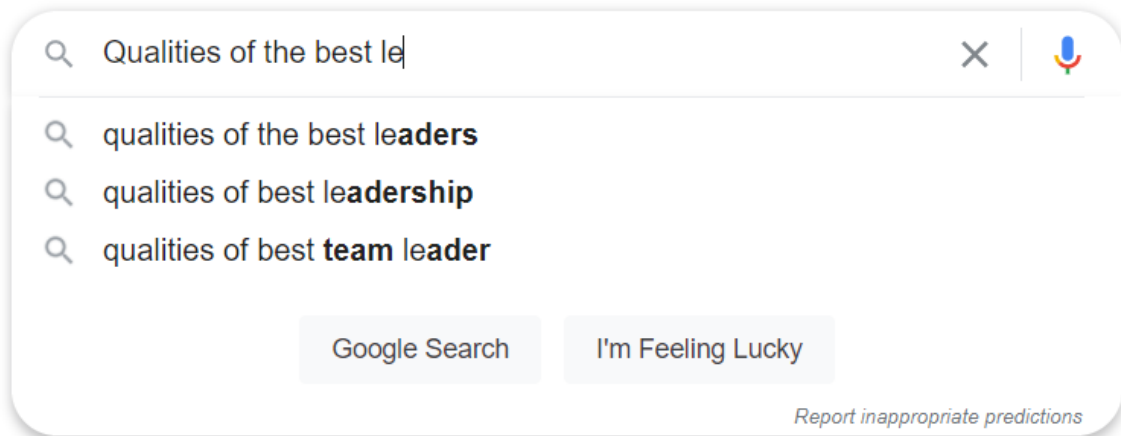 Qualities of the best le
qualities of the best leaders
qualities of best leadership
qualities of best team leader
Google Search I'm Feeling Lucky
Report inappropriate predictions